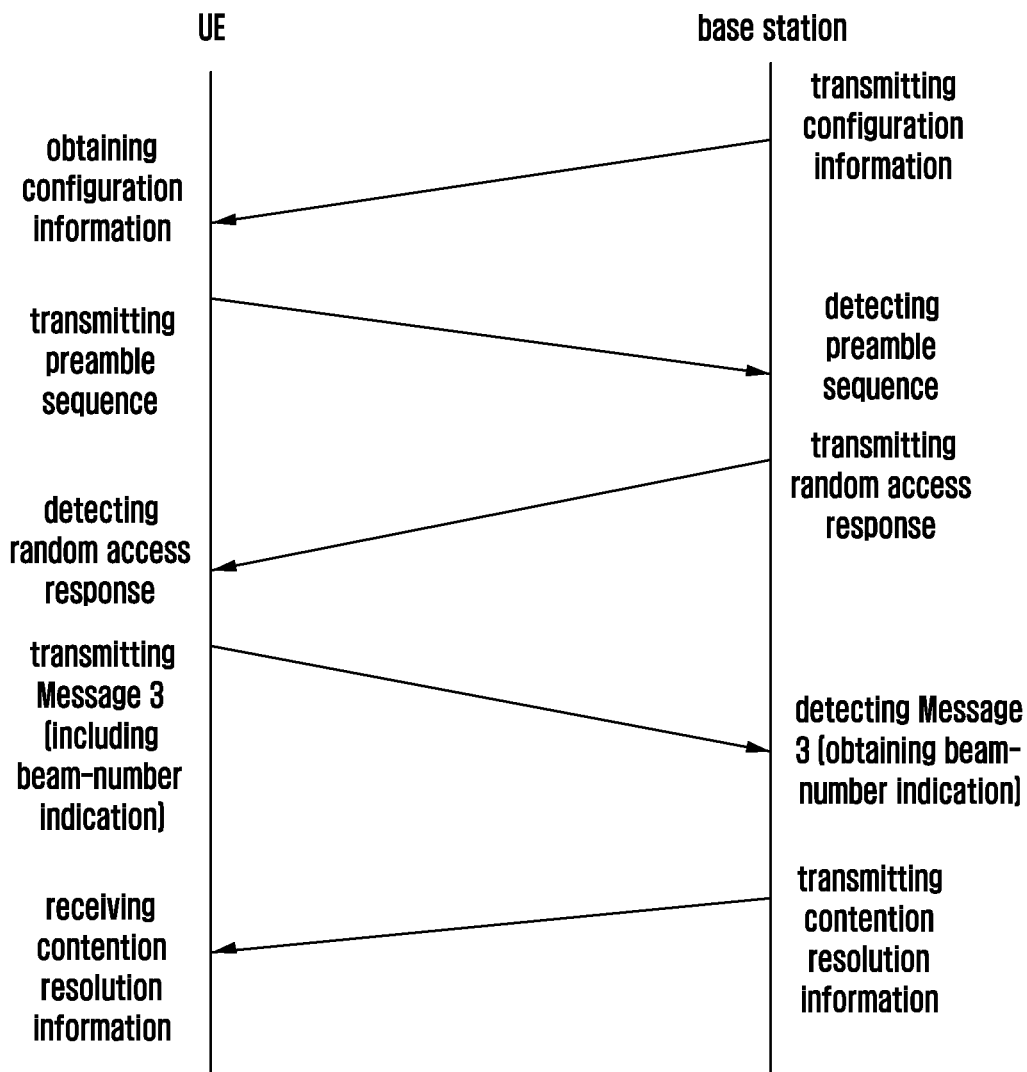 UE
base station
transmitting
configuration
information
obtaining
configuration
information
transmitting
preamble
sequence
detecting
preamble
sequence
transmitting
random access
response
detecting
random access
response
transmitting
Message 3
(including
beam-number
indication)
detecting Message
3 (obtaining beam-
number indication)
transmitting
contention
resolution
information
receiving
contention
resolution
information